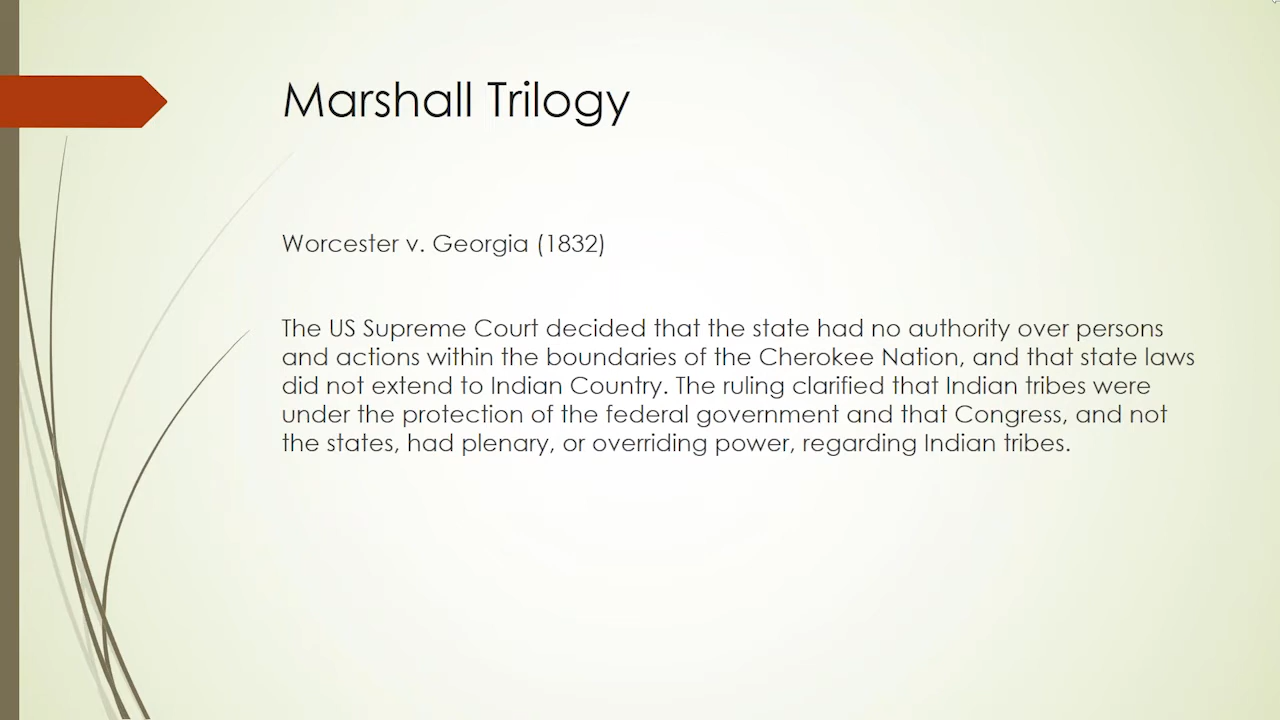 Marshall Trilogy
Worcester v. Georgia (1832)
The US Supreme Court decided that the state had no authority over persons
and actions within the boundaries of the Cherokee Nation, and that state laws
did not extend to Indian Country. The ruling clarified that Indian tribes were
under the protection of the federal government and that Congress, and not
the states, had plenary, or overriding power, regarding Indian tribes.